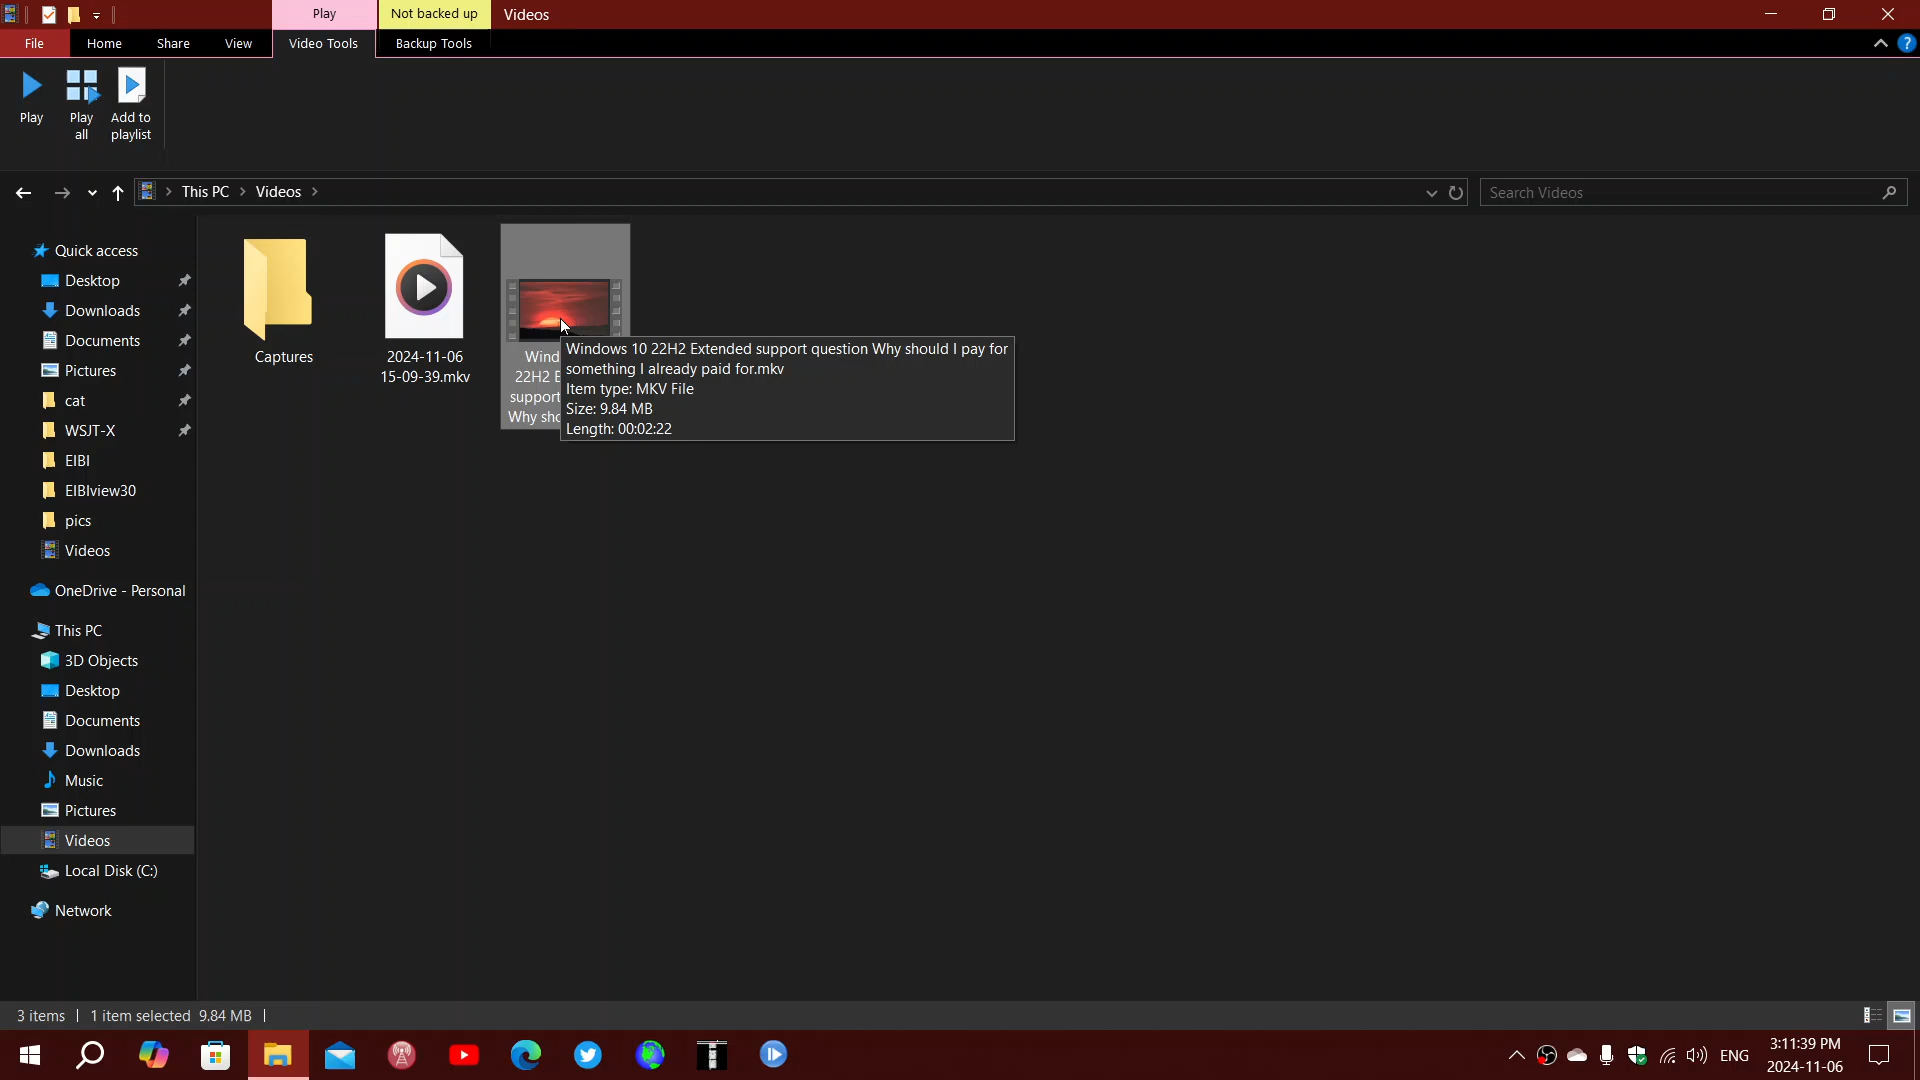 Play
Not backed up
Videos
File
Home
Share
View
Video Tools
Backup Tools
Play
Play
all
Add to
playlist
This PC
Videos
Search Videos
Quick access
Desktop
Downloads
Documents
Pictures
cat
WSJT-X
EIBI
EIBIview30
pics
Videos
OneDrive - Personal
This PC
3D Objects
Desktop
Documents
Downloads
Music
Pictures
Videos
Local Disk (C:)
Network
Captures
2024-11-06
15-09-39.mkv
Wind
22H2 E
support
Why sho
Windows 10 22H2 Extended support question Why should I pay for
something I already paid for.mkv
Item type: MKV File
Size: 9.84 MB
Length: 00:02:22
3 items
1 item selected 9.84 MB
ENG
3:11:39 PM
2024-11-06